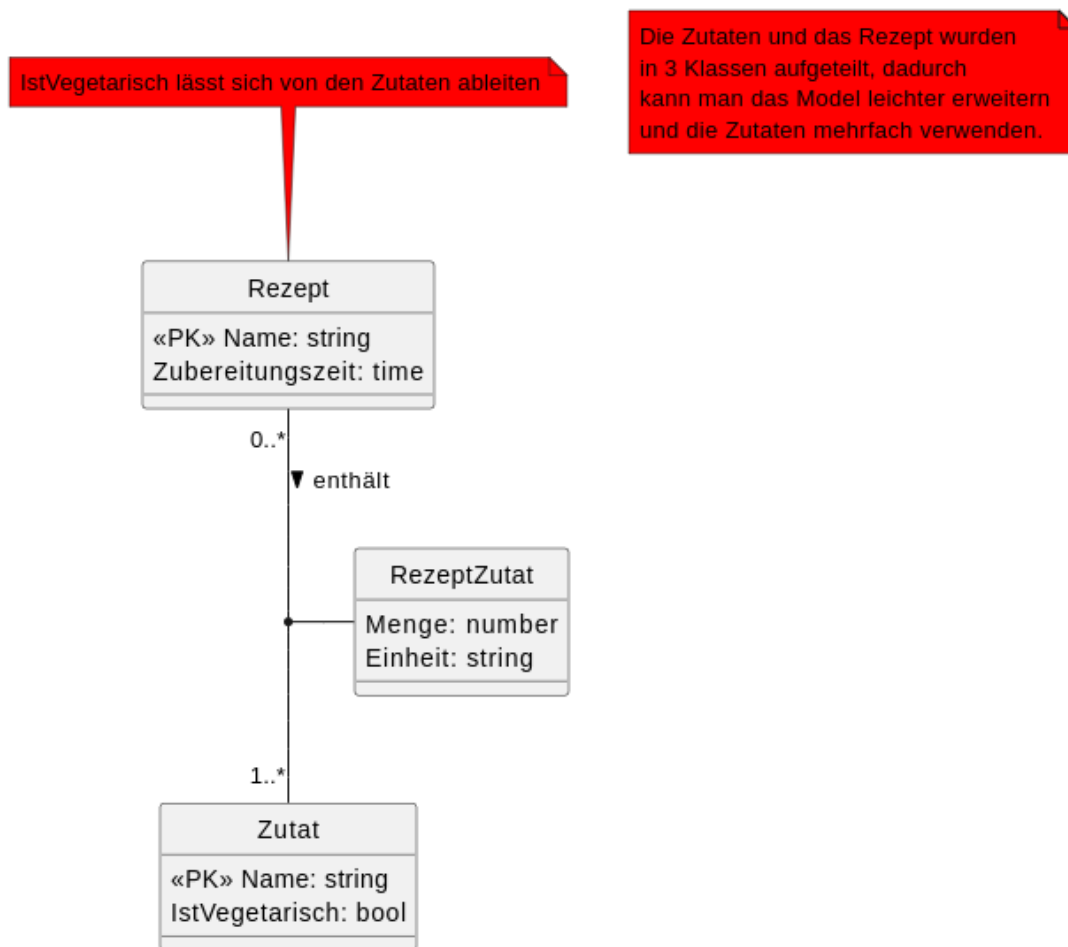 IstVegetarisch lässt sich von den Zutaten ableiten
Die Zutaten und das Rezept wurden
in 3 Klassen aufgeteilt, dadurch
kann man das Model leichter erweitern
und die Zutaten mehrfach verwenden.
Rezept
«PK» Name: string
Zubereitungszeit: time
0..*
enthält
RezeptZutat
Menge: number
Einheit: string
1..*
Zutat
«PK» Name: string
IstVegetarisch: bool